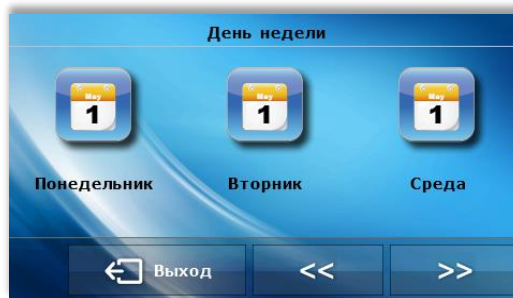 День недели
May May May
1 1 1
Понедельник Вторник Среда
Выход << >>